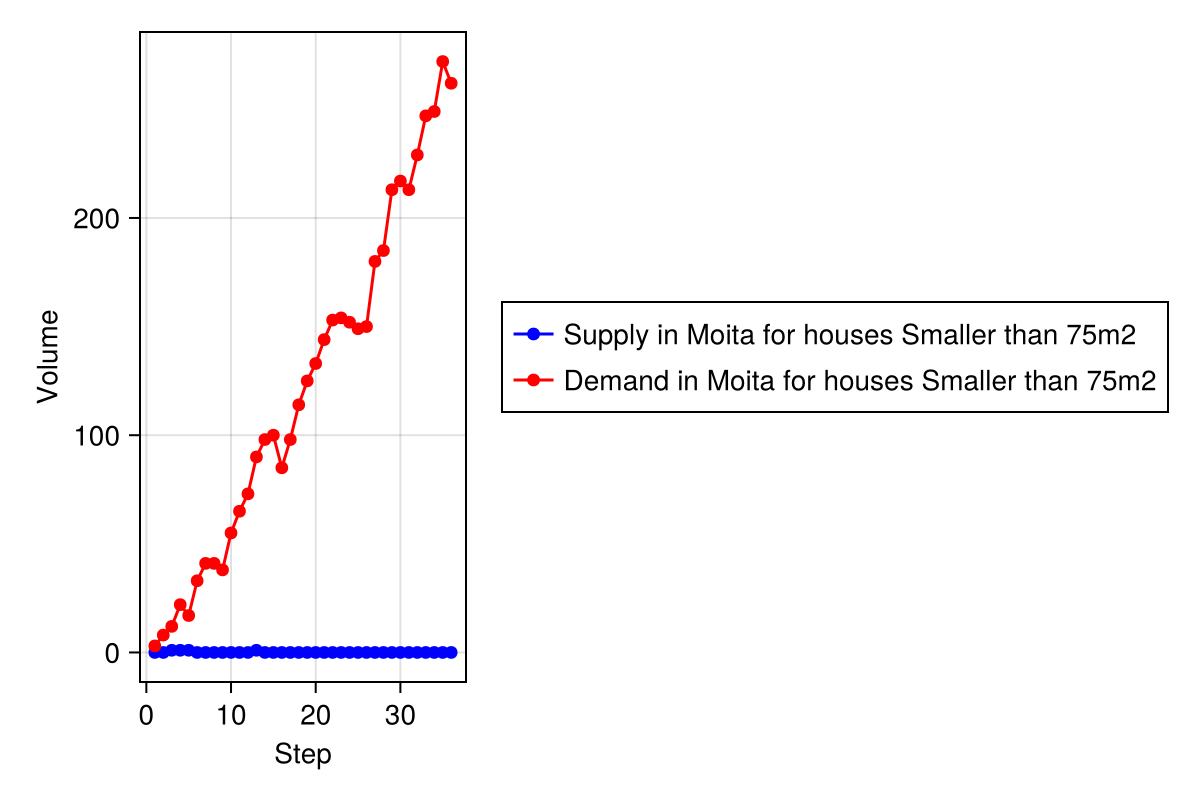 200
100
0
Volume
0 10 20 30
Step
Supply in Moita for houses Smaller than 75m2
Demand in Moita for houses Smaller than 75m2